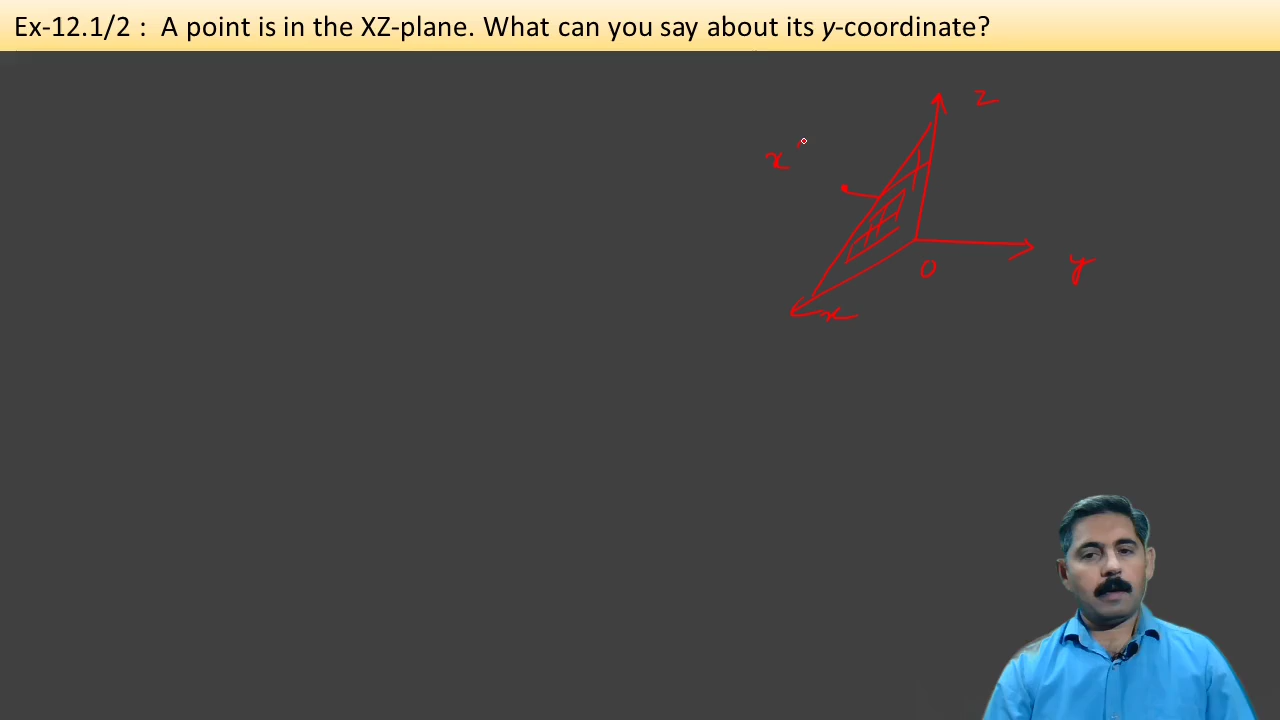 Ex-12.1/2 : A point is in the XZ-plane. What can you say about its y-coordinate?
z
x
y
O
x